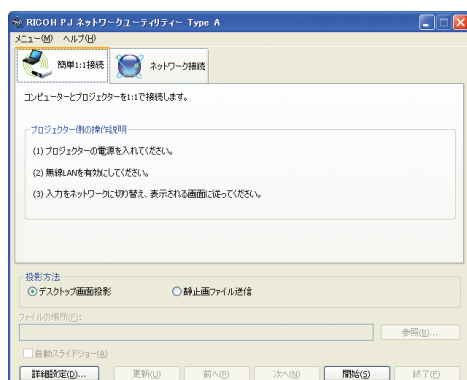 RICOH PJ ネットワークユーティリティー Type A
メニュー(M) ヘルプ(H)
簡単1:1接続 ネットワーク接続
コンピューターとプロジェクターを1:1で接続します。
プロジェクター側の操作説明
(1) プロジェクターの電源を入れてください。
(2) 無線LANを有効にしてください。
(3) 入力をネットワークに切り替え、表示される画面に従ってください。
投影方法
デスクトップ画面投影 静止画ファイル送信
ファイルの場所(F):
参照(B)...
自動スライドショー(A)
詳細設定(D)... 更新(U) 前へ(P) 次へ(N) 開始(S) 終了(E)